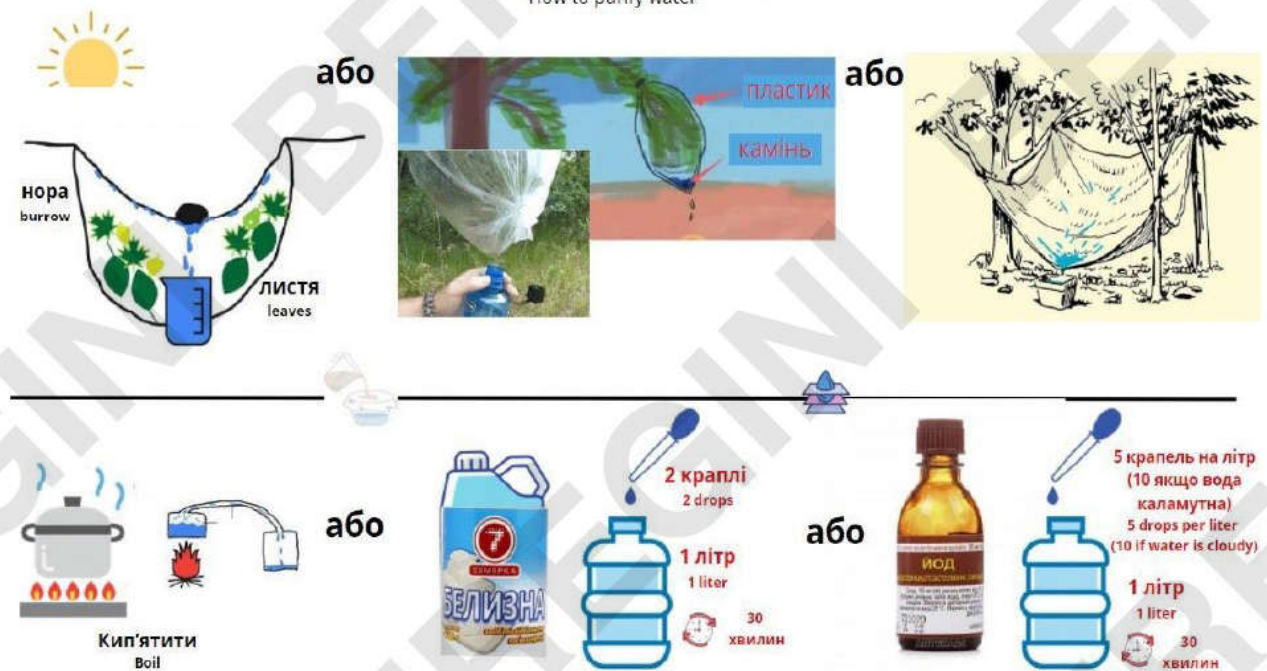 How to purify water
або
або
пластик
камінь
нора
burrow
листя
leaves
Кип'ятити
Boil
або
7
БЕЛИЗНА
2 краплі
2 drops
1 літр
1 liter
30
хвилин
або
ЙОД
5 крапель на літр
(10 якщо вода
каламутна)
5 drops per liter
(10 if water is cloudy)
1 літр
1 liter
30
хвилин